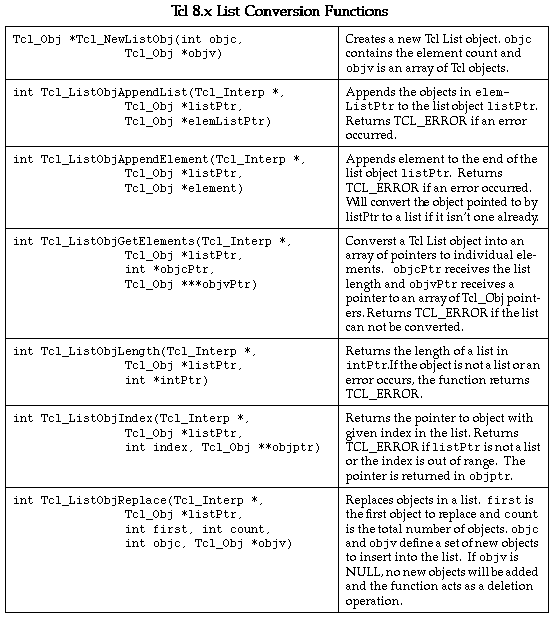 Tcl 8.x List Conversion Functions
Tcl_Obj *Tcl_NewListObj(int objc,
Tcl_Obj *objv)
Creates a new Tcl List object. objc
contains the element count and
objv is an array of Tcl objects.
int Tcl_ListObjAppendList(Tcl_Interp *,
Tcl_Obj *listPtr,
Tcl_Obj *elemListPtr)
Appends the objects in elem-
ListPtr to the list object listPtr.
Returns TCL_ERROR if an error
occurred.
int Tcl_ListObjAppendElement(Tcl_Interp *,
Tcl_Obj *listPtr,
Tcl_Obj *element)
Appends element to the end of the
list object listPtr. Returns
TCL_ERROR if an error occurred.
Will convert the object pointed to by
listPtr to a list if it isn't one already.
int Tcl_ListObjGetElements(Tcl_Interp *,
Tcl_Obj *listPtr,
int *objcPtr,
Tcl_Obj ***objvPtr)
Converst a Tcl List object into an
array of pointers to individual ele-
ments. objcPtr receives the list
length and objvPtr receives a
pointer to an array of Tcl_Obj point-
ers. Returns TCL_ERROR if the list
can not be converted.
int Tcl_ListObjLength(Tcl_Interp *,
Tcl_Obj *listPtr,
int *intPtr)
Returns the length of a list in
intPtr.If the object is not a list or an
error occurs, the function returns
TCL_ERROR.
int Tcl_ListObjIndex(Tcl_Interp *,
Tcl_Obj *listPtr,
int index, Tcl_Obj **objptr)
Returns the pointer to object with
given index in the list. Returns
TCL_ERROR if listPtr is not a list
or the index is out of range. The
pointer is returned in objptr.
int Tcl_ListObjReplace(Tcl_Interp *,
Tcl_Obj *listPtr,
int first, int count,
int objc, Tcl_Obj *objv)
Replaces objects in a list. first is
the first object to replace and count
is the total number of objects. objc
and objv define a set of new objects
to insert into the list. If objv is
NULL, no new objects will be added
and the function acts as a deletion
operation.